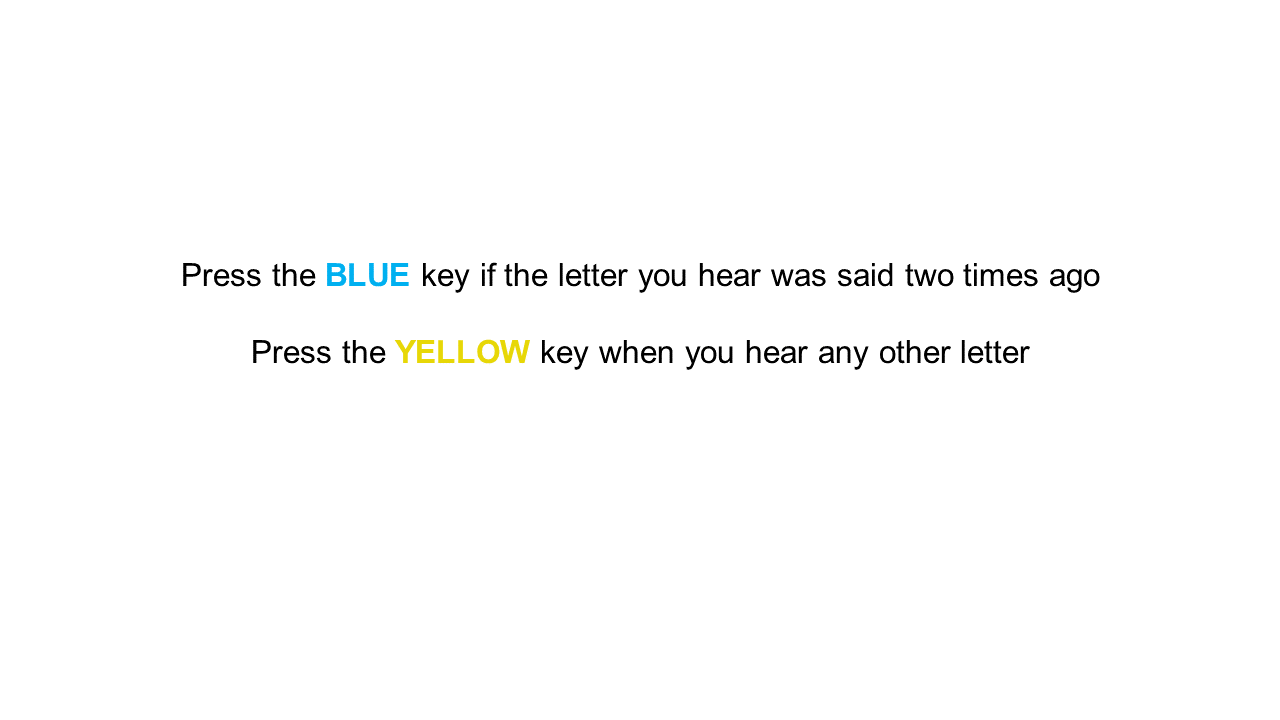 Press the BLUE key if the letter you hear was said two times ago
Press the YELLOW key when you hear any other letter